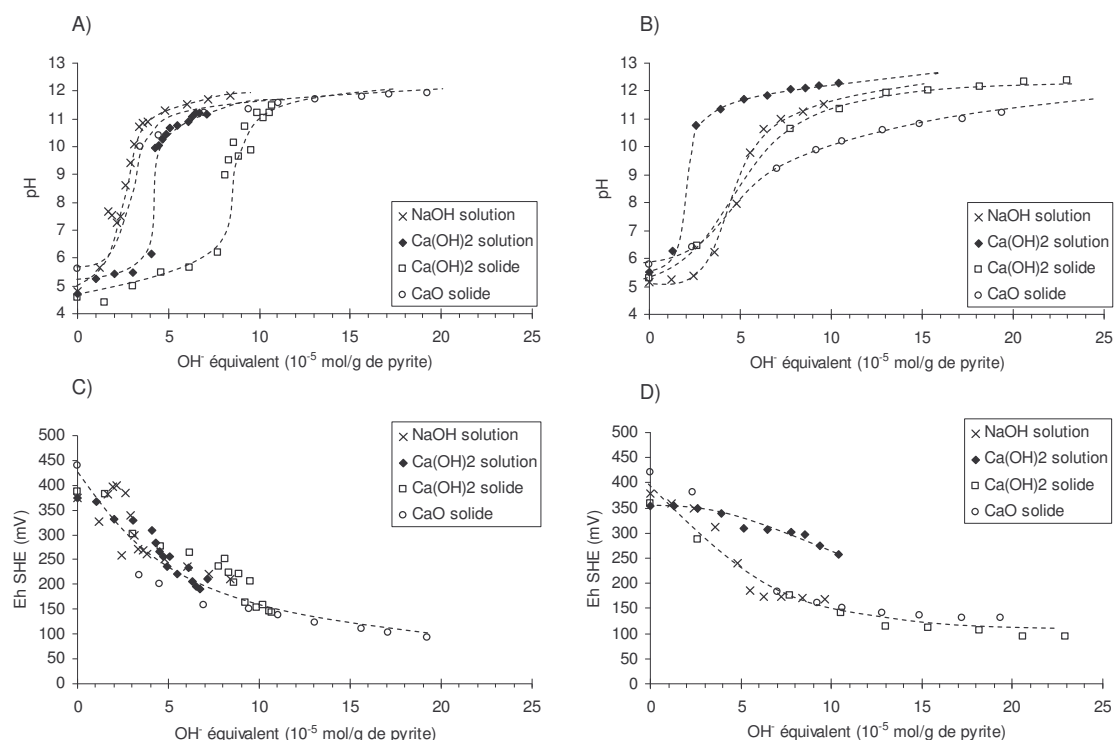 A)
13
12
11
10
9
8
7
6
5
4
pH
0
5
10
15
20
25
OH- équivalent (10-5 mol/g de pyrite)
NaOH solution
Ca(OH)2 solution
Ca(OH)2 solide
CaO solide
B)
13
12
11
10
9
8
7
6
5
4
pH
0
5
10
15
20
25
OH- équivalent (10-5 mol/g de pyrite)
NaOH solution
Ca(OH)2 solution
Ca(OH)2 solide
CaO solide
C)
500
450
400
350
300
250
200
150
100
50
0
Eh SHE (mV)
0
5
10
15
20
25
OH- équivalent (10-5 mol/g de pyrite)
NaOH solution
Ca(OH)2 solution
Ca(OH)2 solide
CaO solide
D)
500
450
400
350
300
250
200
150
100
50
0
Eh SHE (mV)
0
5
10
15
20
25
OH- équivalent (10-5 mol/g de pyrite)
NaOH solution
Ca(OH)2 solution
Ca(OH)2 solide
CaO solide